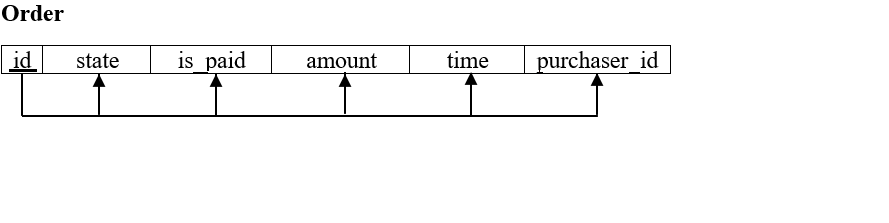 Order
id state is_paid amount time purchaser_id